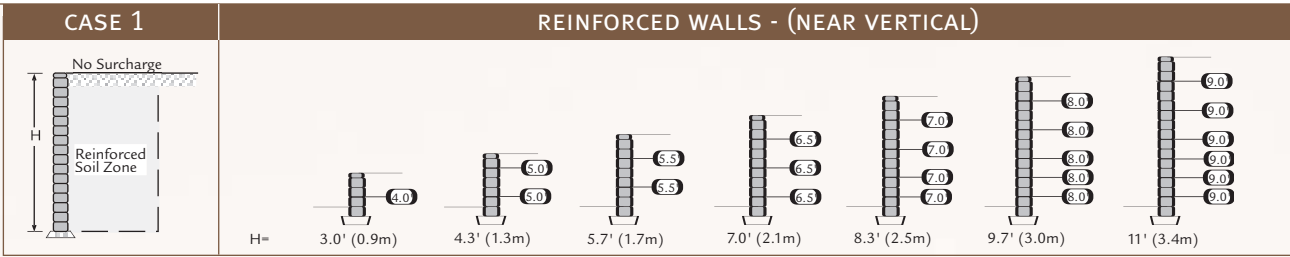 CASE 1
REINFORCED WALLS - (NEAR VERTICAL)
No Surcharge
H
Reinforced
Soil Zone
H=
4.0'
3.0' (0.9m)
5.0'
5.0'
4.3' (1.3m)
5.5'
5.5'
5.7' (1.7m)
6.5'
6.5'
6.5'
7.0' (2.1m)
7.0'
7.0'
7.0'
7.0'
8.3' (2.5m)
8.0'
8.0'
8.0'
8.0'
8.0'
9.7' (3.0m)
9.0'
9.0'
9.0'
9.0'
9.0'
9.0'
11' (3.4m)